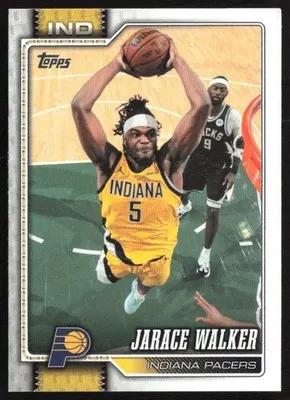 IND
Topps
BUCKS
9
INDIANA
5
JARACE WALKER
INDIANA PACERS